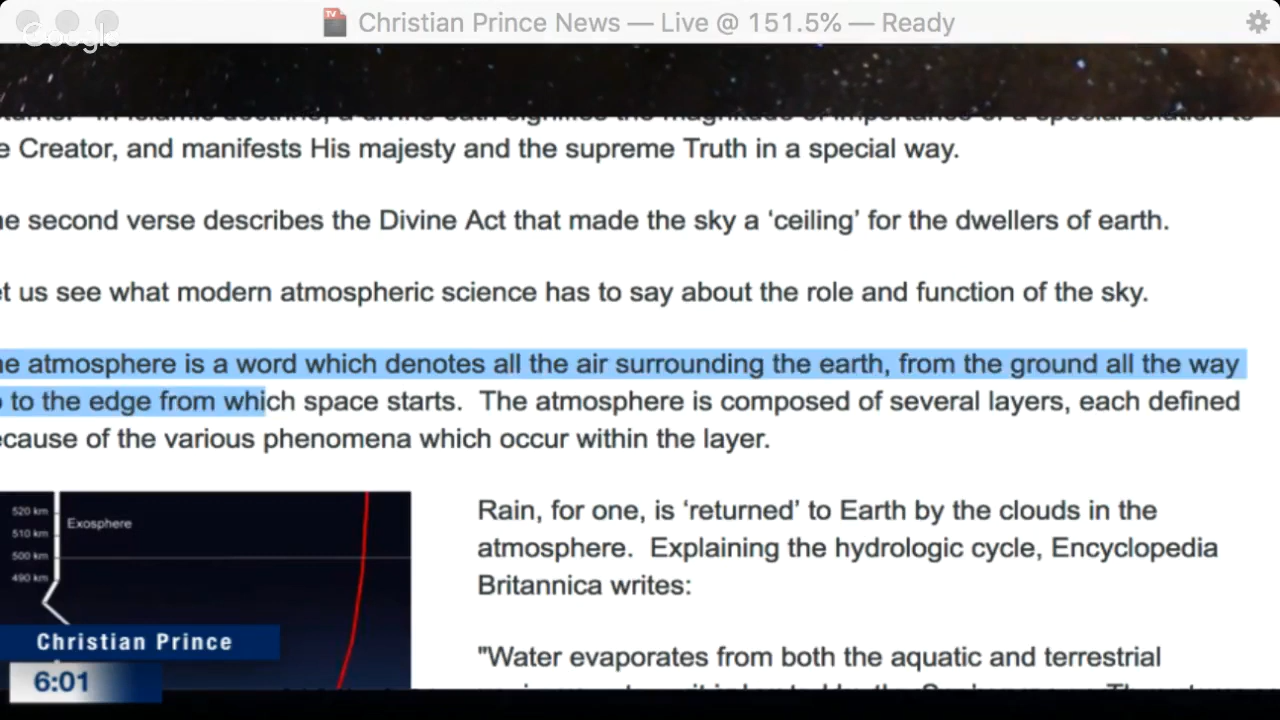 Christian Prince News — Live @ 151.5% — Ready
Google
e Creator, and manifests His majesty and the supreme Truth in a special way.
e second verse describes the Divine Act that made the sky a ‘ceiling’ for the dwellers of earth.
t us see what modern atmospheric science has to say about the role and function of the sky.
e atmosphere is a word which denotes all the air surrounding the earth, from the ground all the way
to the edge from which space starts.  The atmosphere is composed of several layers, each defined
cause of the various phenomena which occur within the layer.
520 km
Exosphere
510 km
500 km
490 km
Rain, for one, is ‘returned’ to Earth by the clouds in the
atmosphere.  Explaining the hydrologic cycle, Encyclopedia
Britannica writes:
"Water evaporates from both the aquatic and terrestrial
Christian Prince
6:01